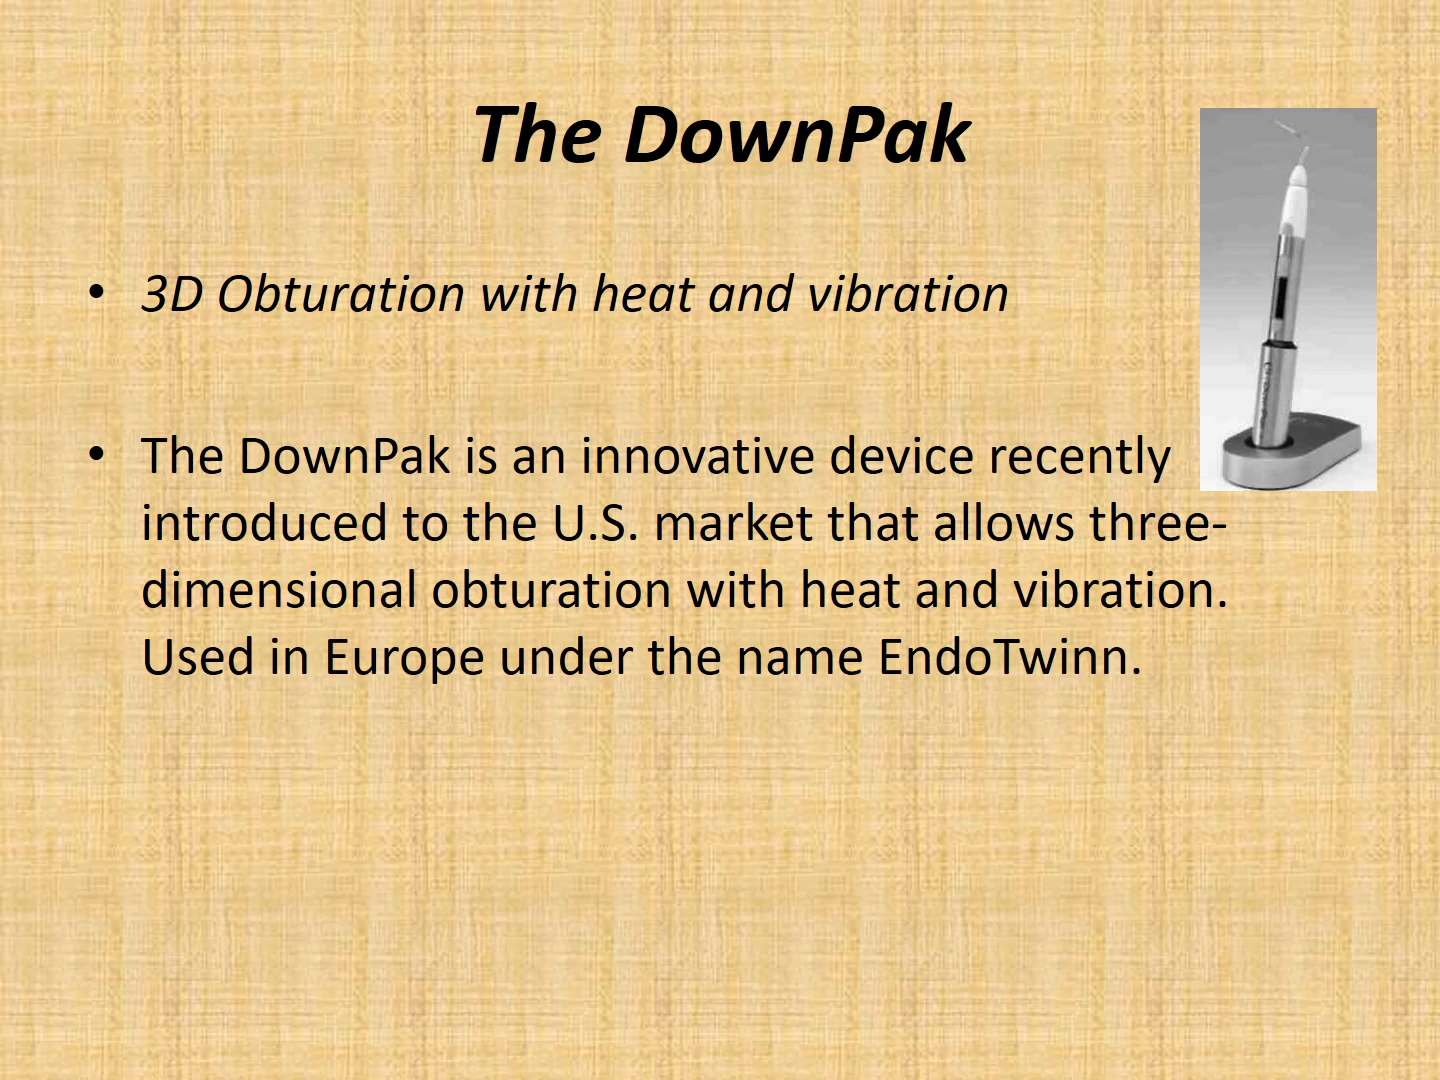 The DownPak
• 3D Obturation with heat and vibration
• The DownPak is an innovative device recently
introduced to the U.S. market that allows three-
dimensional obturation with heat and vibration.
Used in Europe under the name EndoTwinn.